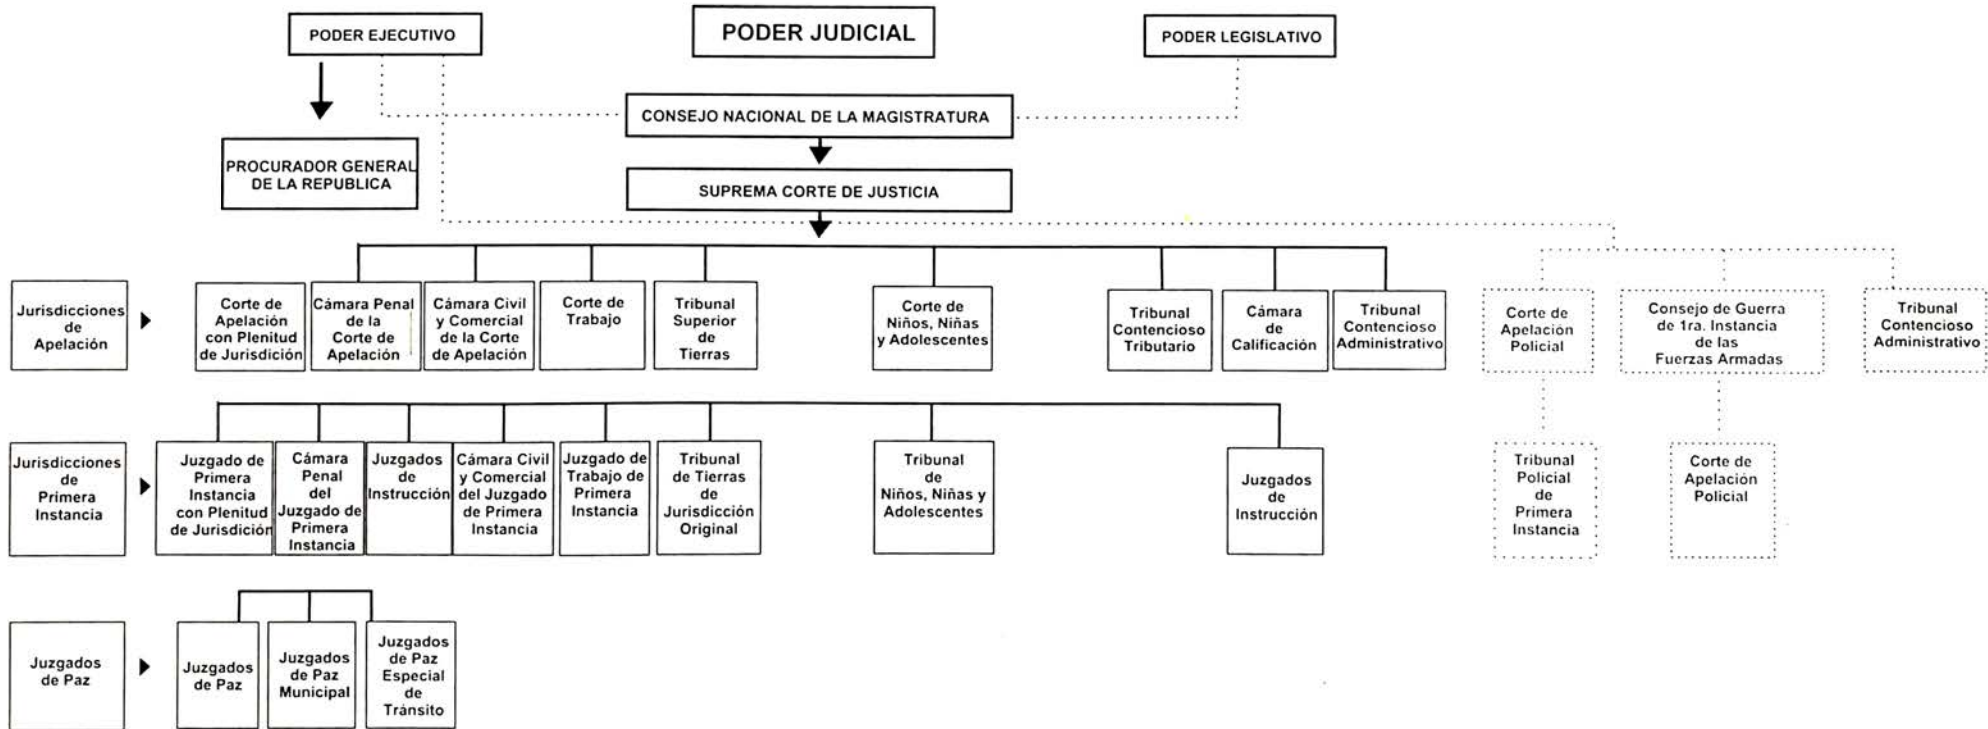 PODER EJECUTIVO
PODER JUDICIAL
PODER LEGISLATIVO
CONSEJO NACIONAL DE LA MAGISTRATURA
PROCURADOR GENERAL
DE LA REPUBLICA
SUPREMA CORTE DE JUSTICIA
Jurisdicciones
de
Apelación
Corte de
Apelación
con Plenitud
de Jurisdición
Cámara Penal
de la
Corte de
Apelación
Cámara Civil
y Comercial
de la Corte
de Apelación
Corte de
Trabajo
Tribunal
Superior
de
Tierras
Corte de
Niños, Niñas
y Adolescentes
Tribunal
Contencioso
Tributario
Cámara
de
Calificación
Tribunal
Contencioso
Administrativo
Corte de
Apelación
Policial
Consejo de Guerra
de 1ra. Instancia
de las
Fuerzas Armadas
Tribunal
Contencioso
Administrativo
Jurisdicciones
de
Primera
Instancia
Juzgado de
Primera
Instancia
con Plenitud
de Jurisdición
Cámara
Penal
del
Juzgado de
Primera
Instancia
Juzgados
de
Instrucción
Cámara Civil
y Comercial
del Juzgado
de Primera
Instancia
Juzgado de
Trabajo de
Primera
Instancia
Tribunal
de Tierras
de
Jurisdicción
Original
Tribunal
de
Niños, Niñas y
Adolescentes
Juzgados
de
Instrucción
Tribunal
Policial
de
Primera
Instancia
Corte de
Apelación
Policial
Juzgados
de Paz
Juzgados
de Paz
Juzgados
de Paz
Municipal
Juzgados
de Paz
Especial
de
Tránsito